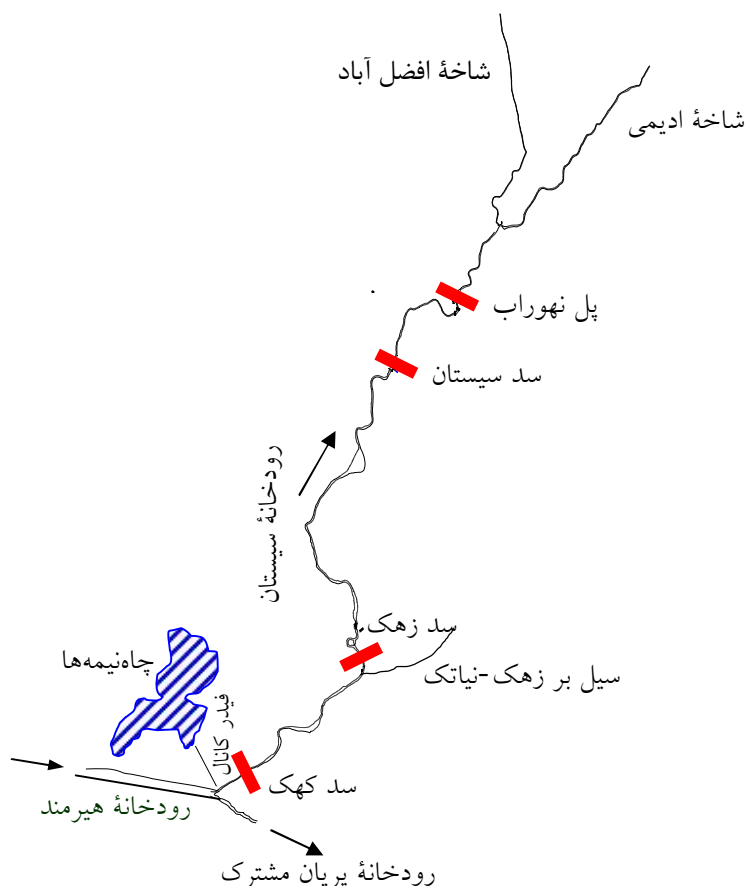 شاخهٔ افضل آباد
شاخهٔ ادیمی
پل نهوراب
سد سیستان
رودخانهٔ سیستان
سد زهک
چاه‌نیمه‌ها
سیل بر زهک-نیاتک
فیدر کانال
سد کهک
رودخانهٔ هیرمند
رودخانهٔ پریان مشترک